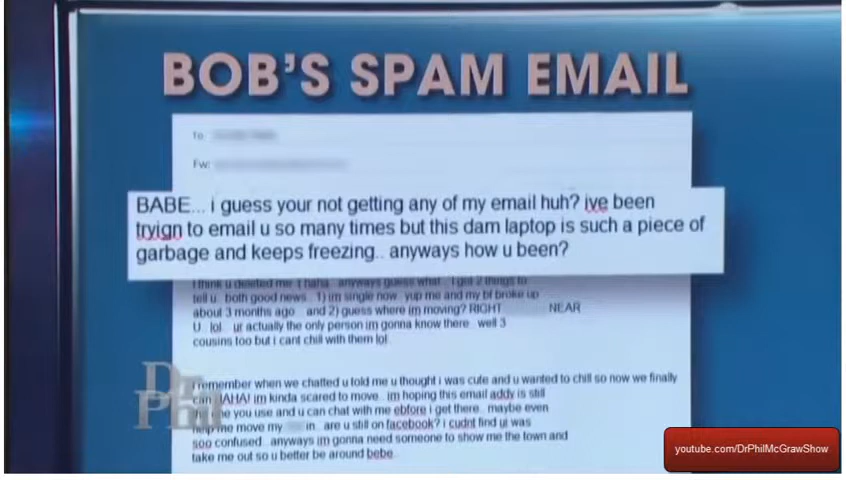 BOB'S SPAM EMAIL
To
Fw:
BABE... i guess your not getting any of my email huh? ive been
tryign to email u so many times but this dam laptop is such a piece of
garbage and keeps freezing.. anyways how u been?
I think u deleted me :( haha.. anyways guess what.. I got 2 things to
tell u.. both good news.. 1) im single now.. yup me and my bf broke up
about 3 months ago... and 2) guess where im moving? RIGHT NEAR
U.. lol.. ur actually the only person im gonna know there.. well 3
cousins too but i cant chill with them lol.
I remember when we chatted u told me u thought i was cute and u wanted to chill so now we finally
can HAHA! im kinda scared to move.. im hoping this email addy is still
one you use and u can chat with me ebfore i get there.. maybe even
help me move my in.. are u still on facebook? i cudnt find ur was
soo confused.. anyways im gonna need someone to show me the town and
take me out so u better be around bebe.
Dr.
Phil
youtube.com/DrPhilMcGrawShow